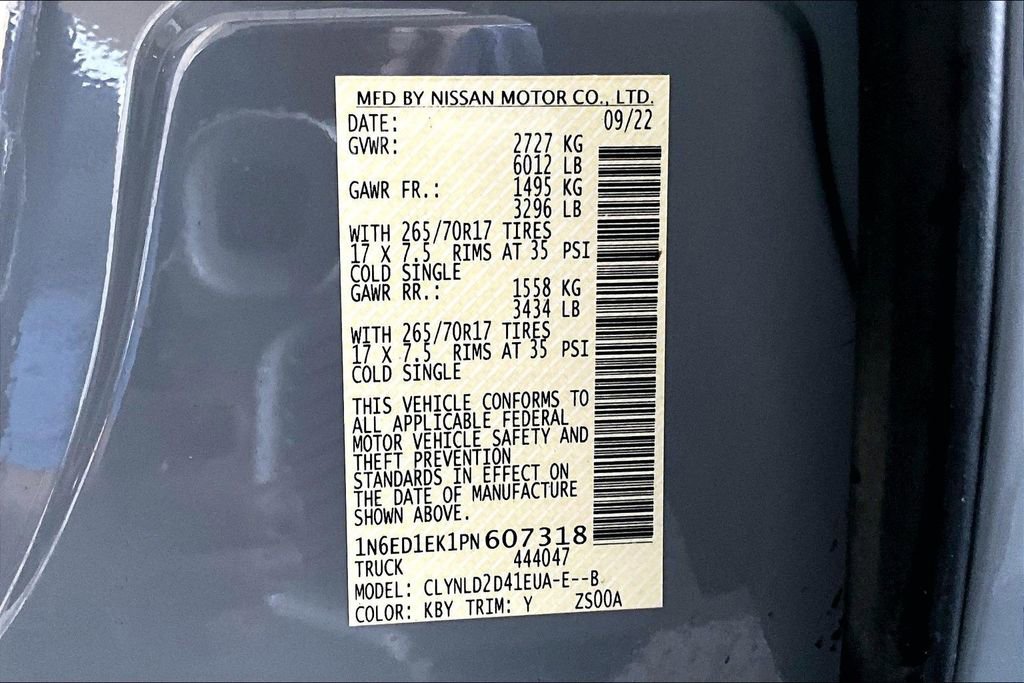 MFD BY NISSAN MOTOR CO., LTD.
DATE: 09/22
GVWR: 2727 KG
6012 LB
GAWR FR.: 1495 KG
3296 LB
WITH 265/70R17 TIRES
17 X 7.5 RIMS AT 35 PSI
COLD SINGLE
GAWR RR.: 1558 KG
3434 LB
WITH 265/70R17 TIRES
17 X 7.5 RIMS AT 35 PSI
COLD SINGLE
THIS VEHICLE CONFORMS TO
ALL APPLICABLE FEDERAL
MOTOR VEHICLE SAFETY AND
THEFT PREVENTION
STANDARDS IN EFFECT ON
THE DATE OF MANUFACTURE
SHOWN ABOVE.
1N6ED1EK1PN607318
TRUCK 444047
MODEL: CLYNLD2D41EUA-E--B
COLOR: KBY TRIM: Y ZS00A